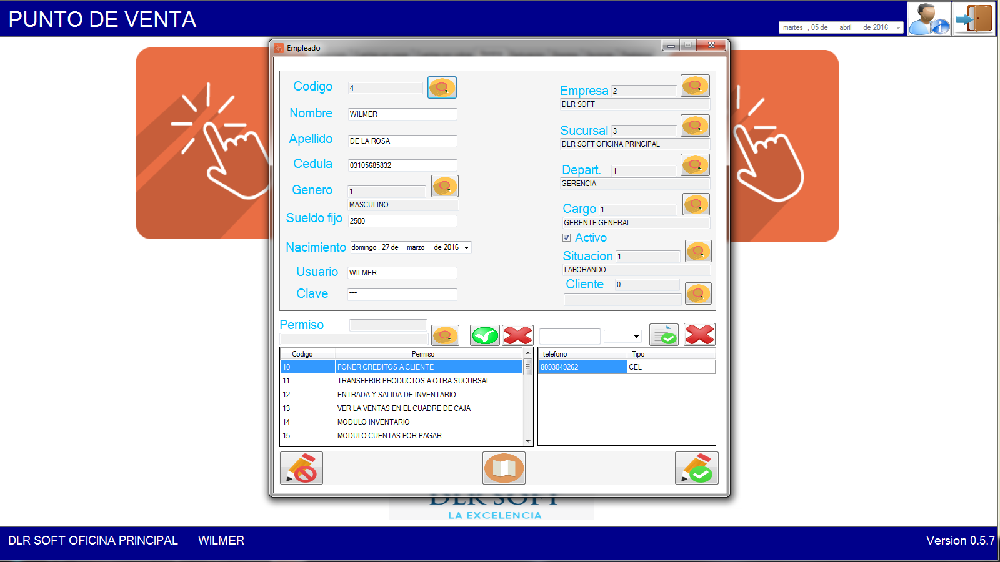 PUNTO DE VENTA
martes , 05 de abril de 2016
Empleado
Codigo 4
Nombre WILMER
Apellido DE LA ROSA
Cedula 03105685832
Genero 1
MASCULINO
Sueldo fijo 2500
Nacimiento domingo , 27 de marzo de 2016
Usuario WILMER
Clave ***
Empresa 2
DLR SOFT
Sucursal 3
DLR SOFT OFICINA PRINCIPAL
Depart. 1
GERENCIA
Cargo 1
GERENTE GENERAL
Activo
Situacion 1
LABORANDO
Cliente 0
Permiso
Codigo Permiso
10 PONER CREDITOS A CLIENTE
11 TRANSFERIR PRODUCTOS A OTRA SUCURSAL
12 ENTRADA Y SALIDA DE INVENTARIO
13 VER LA VENTAS EN EL CUADRE DE CAJA
14 MODULO INVENTARIO
15 MODULO CUENTAS POR PAGAR
telefono Tipo
8093049262 CEL
DLR SOFT
LA EXCELENCIA
DLR SOFT OFICINA PRINCIPAL WILMER
Version 0.5.7